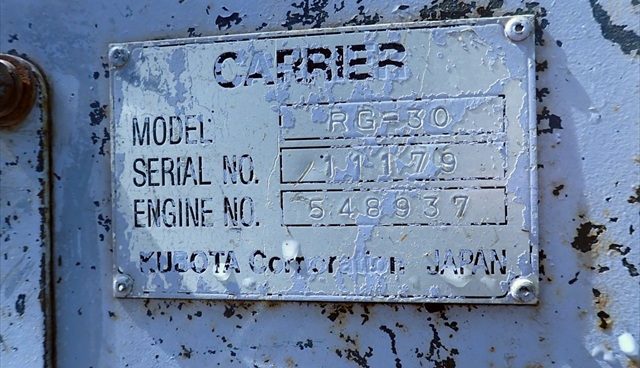 CARRIER
MODEL RG-30
SERIAL NO. 11179
ENGINE NO. 548937
KUBOTA Corporation JAPAN